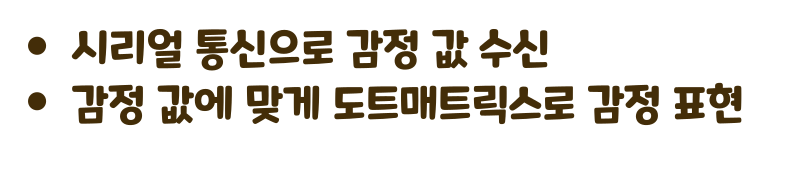 • 시리얼 통신으로 감정 값 수신
• 감정 값에 맞게 도트매트릭스로 감정 표현